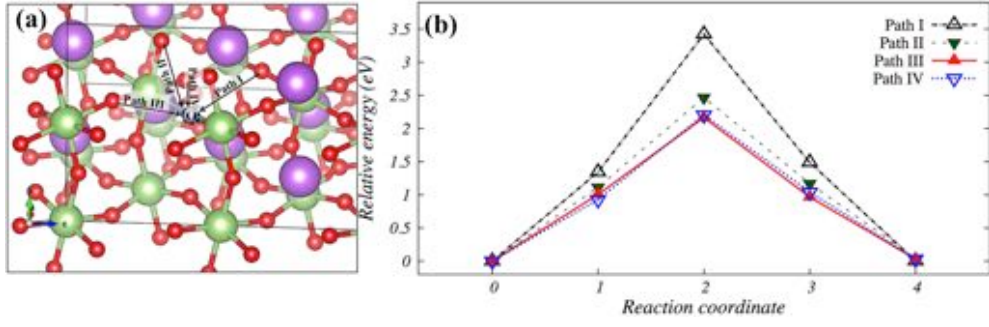 (a)
Path I
Path II
Path III
Path IV
(b)
Relative energy (eV)
3.5
3
2.5
2
1.5
1
0.5
0
Path I
Path II
Path III
Path IV
0 1 2 3 4
Reaction coordinate